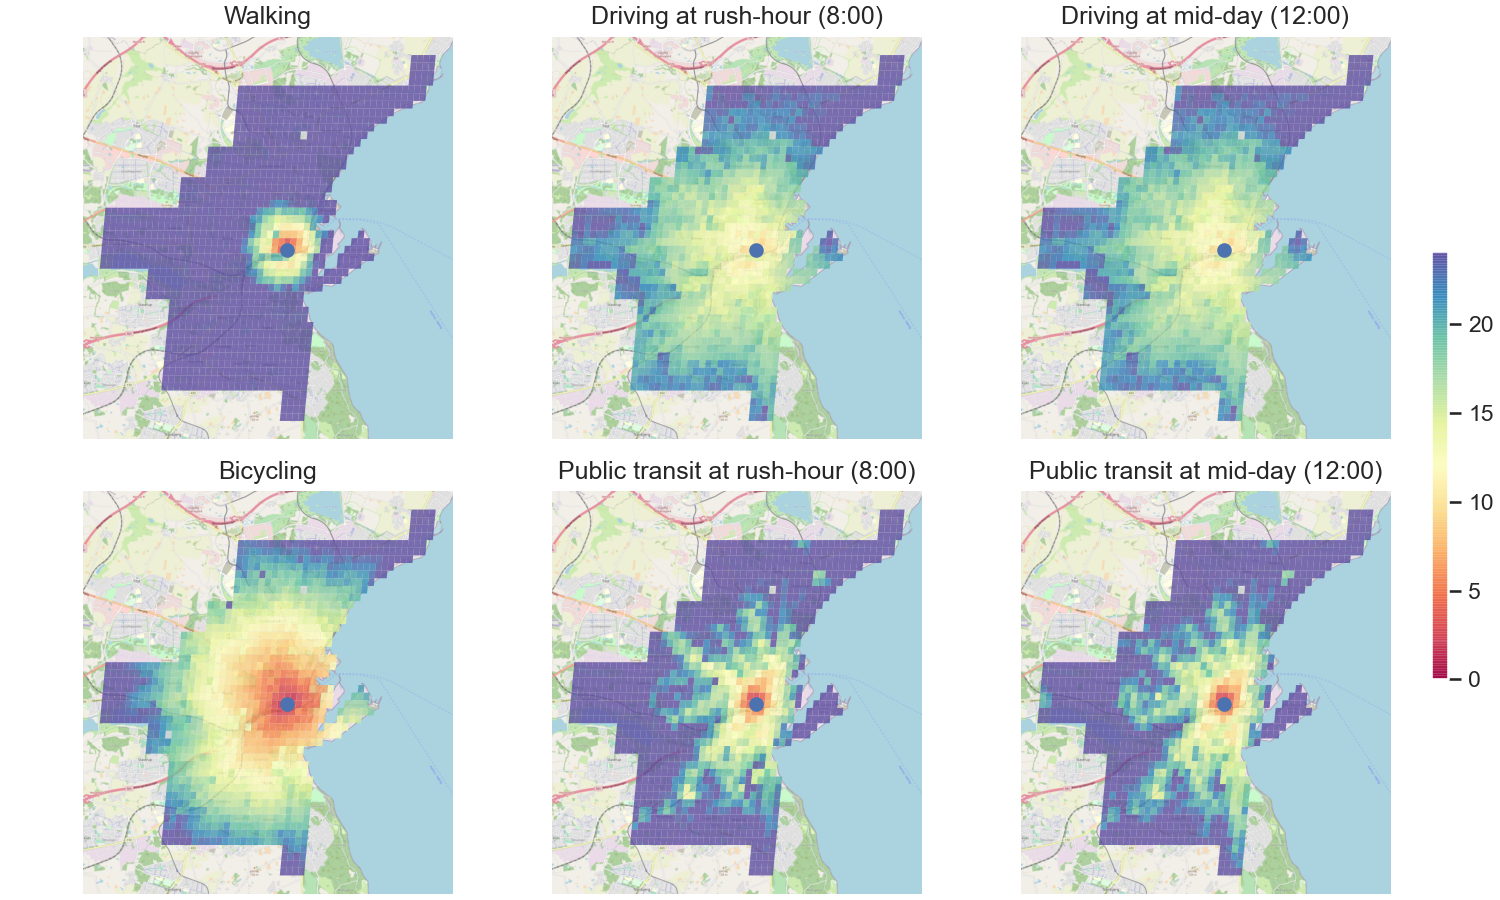 Walking
Driving at rush-hour (8:00)
Driving at mid-day (12:00)
Bicycling
Public transit at rush-hour (8:00)
Public transit at mid-day (12:00)
20
15
10
5
0